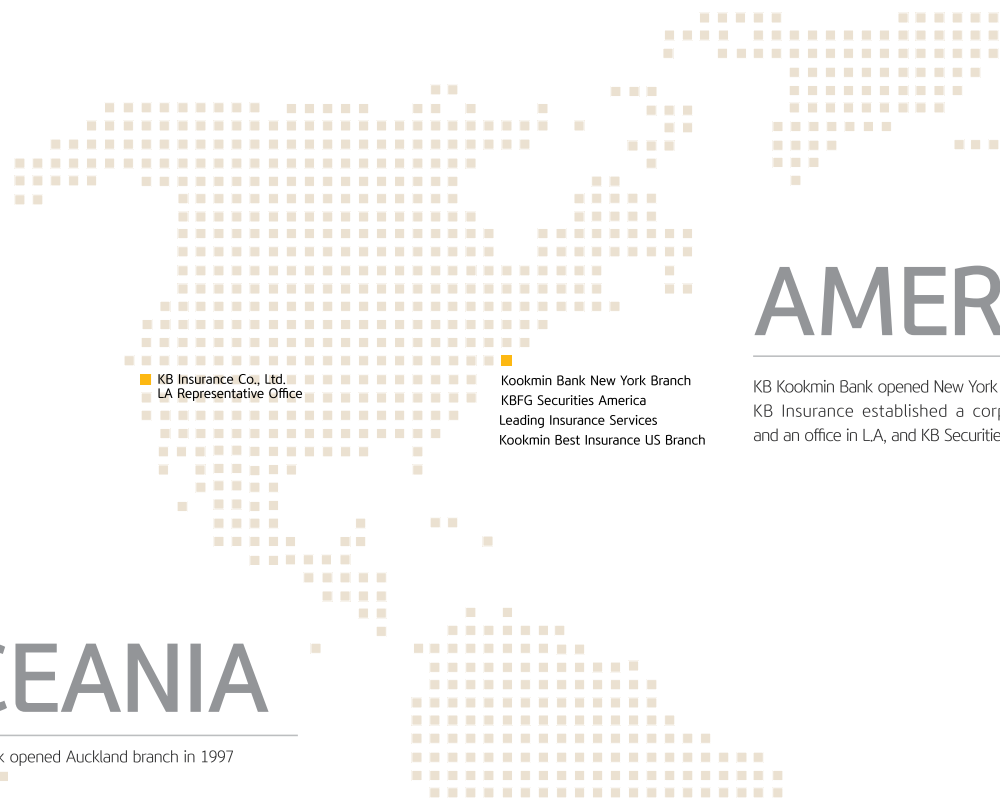 AMER
KB Insurance Co., Ltd.
LA Representative Office
Kookmin Bank New York Branch
KBFG Securities America
Leading Insurance Services
Kookmin Best Insurance US Branch
KB Kookmin Bank opened New York
KB Insurance established a corp
and an office in L.A, and KB Securitie
CEANIA
k opened Auckland branch in 1997